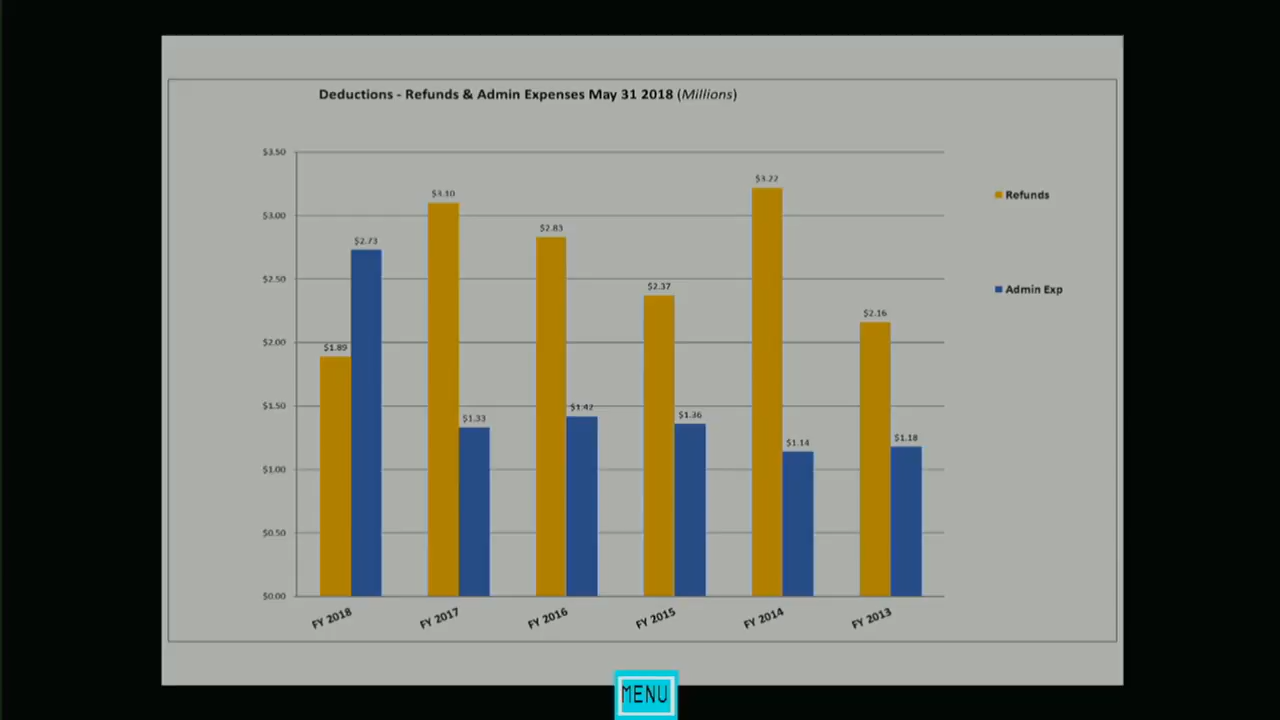 Deductions - Refunds & Admin Expenses May 31 2018 (Millions)
$3.50
$3.00
$2.50
$2.00
$1.50
$1.00
$0.50
$0.00
$1.89
$2.73
$3.10
$1.33
$2.83
$1.42
$2.37
$1.36
$3.22
$1.14
$2.16
$1.18
FY 2018
FY 2017
FY 2016
FY 2015
FY 2014
FY 2013
Refunds
Admin Exp
MENU